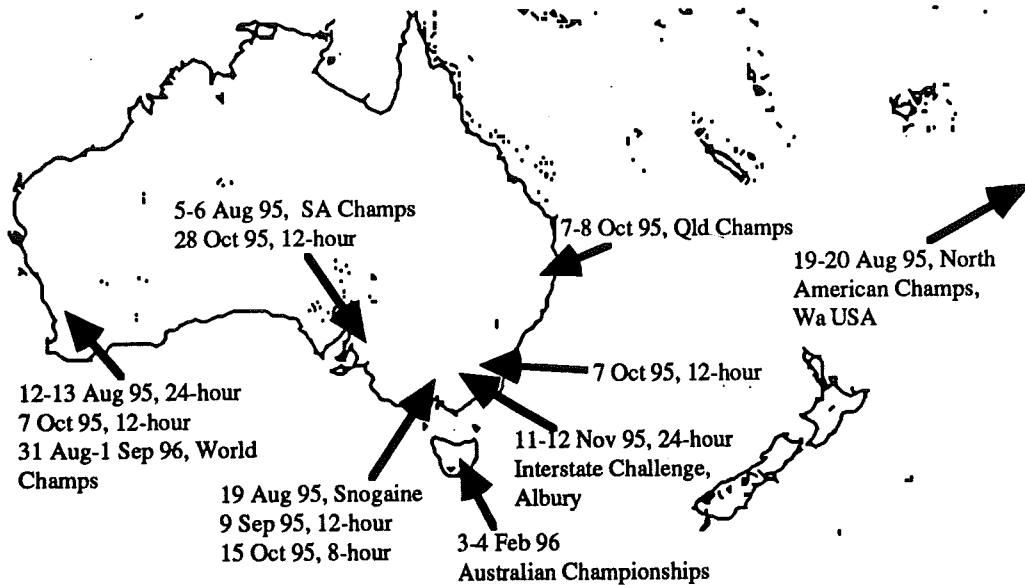 5-6 Aug 95, SA Champs
28 Oct 95, 12-hour
7-8 Oct 95, Qld Champs
19-20 Aug 95, North
American Champs,
Wa USA
12-13 Aug 95, 24-hour
7 Oct 95, 12-hour
31 Aug-1 Sep 96, World
Champs
7 Oct 95, 12-hour
11-12 Nov 95, 24-hour
Interstate Challenge,
Albury
19 Aug 95, Snogaine
9 Sep 95, 12-hour
15 Oct 95, 8-hour
3-4 Feb 96
Australian Championships